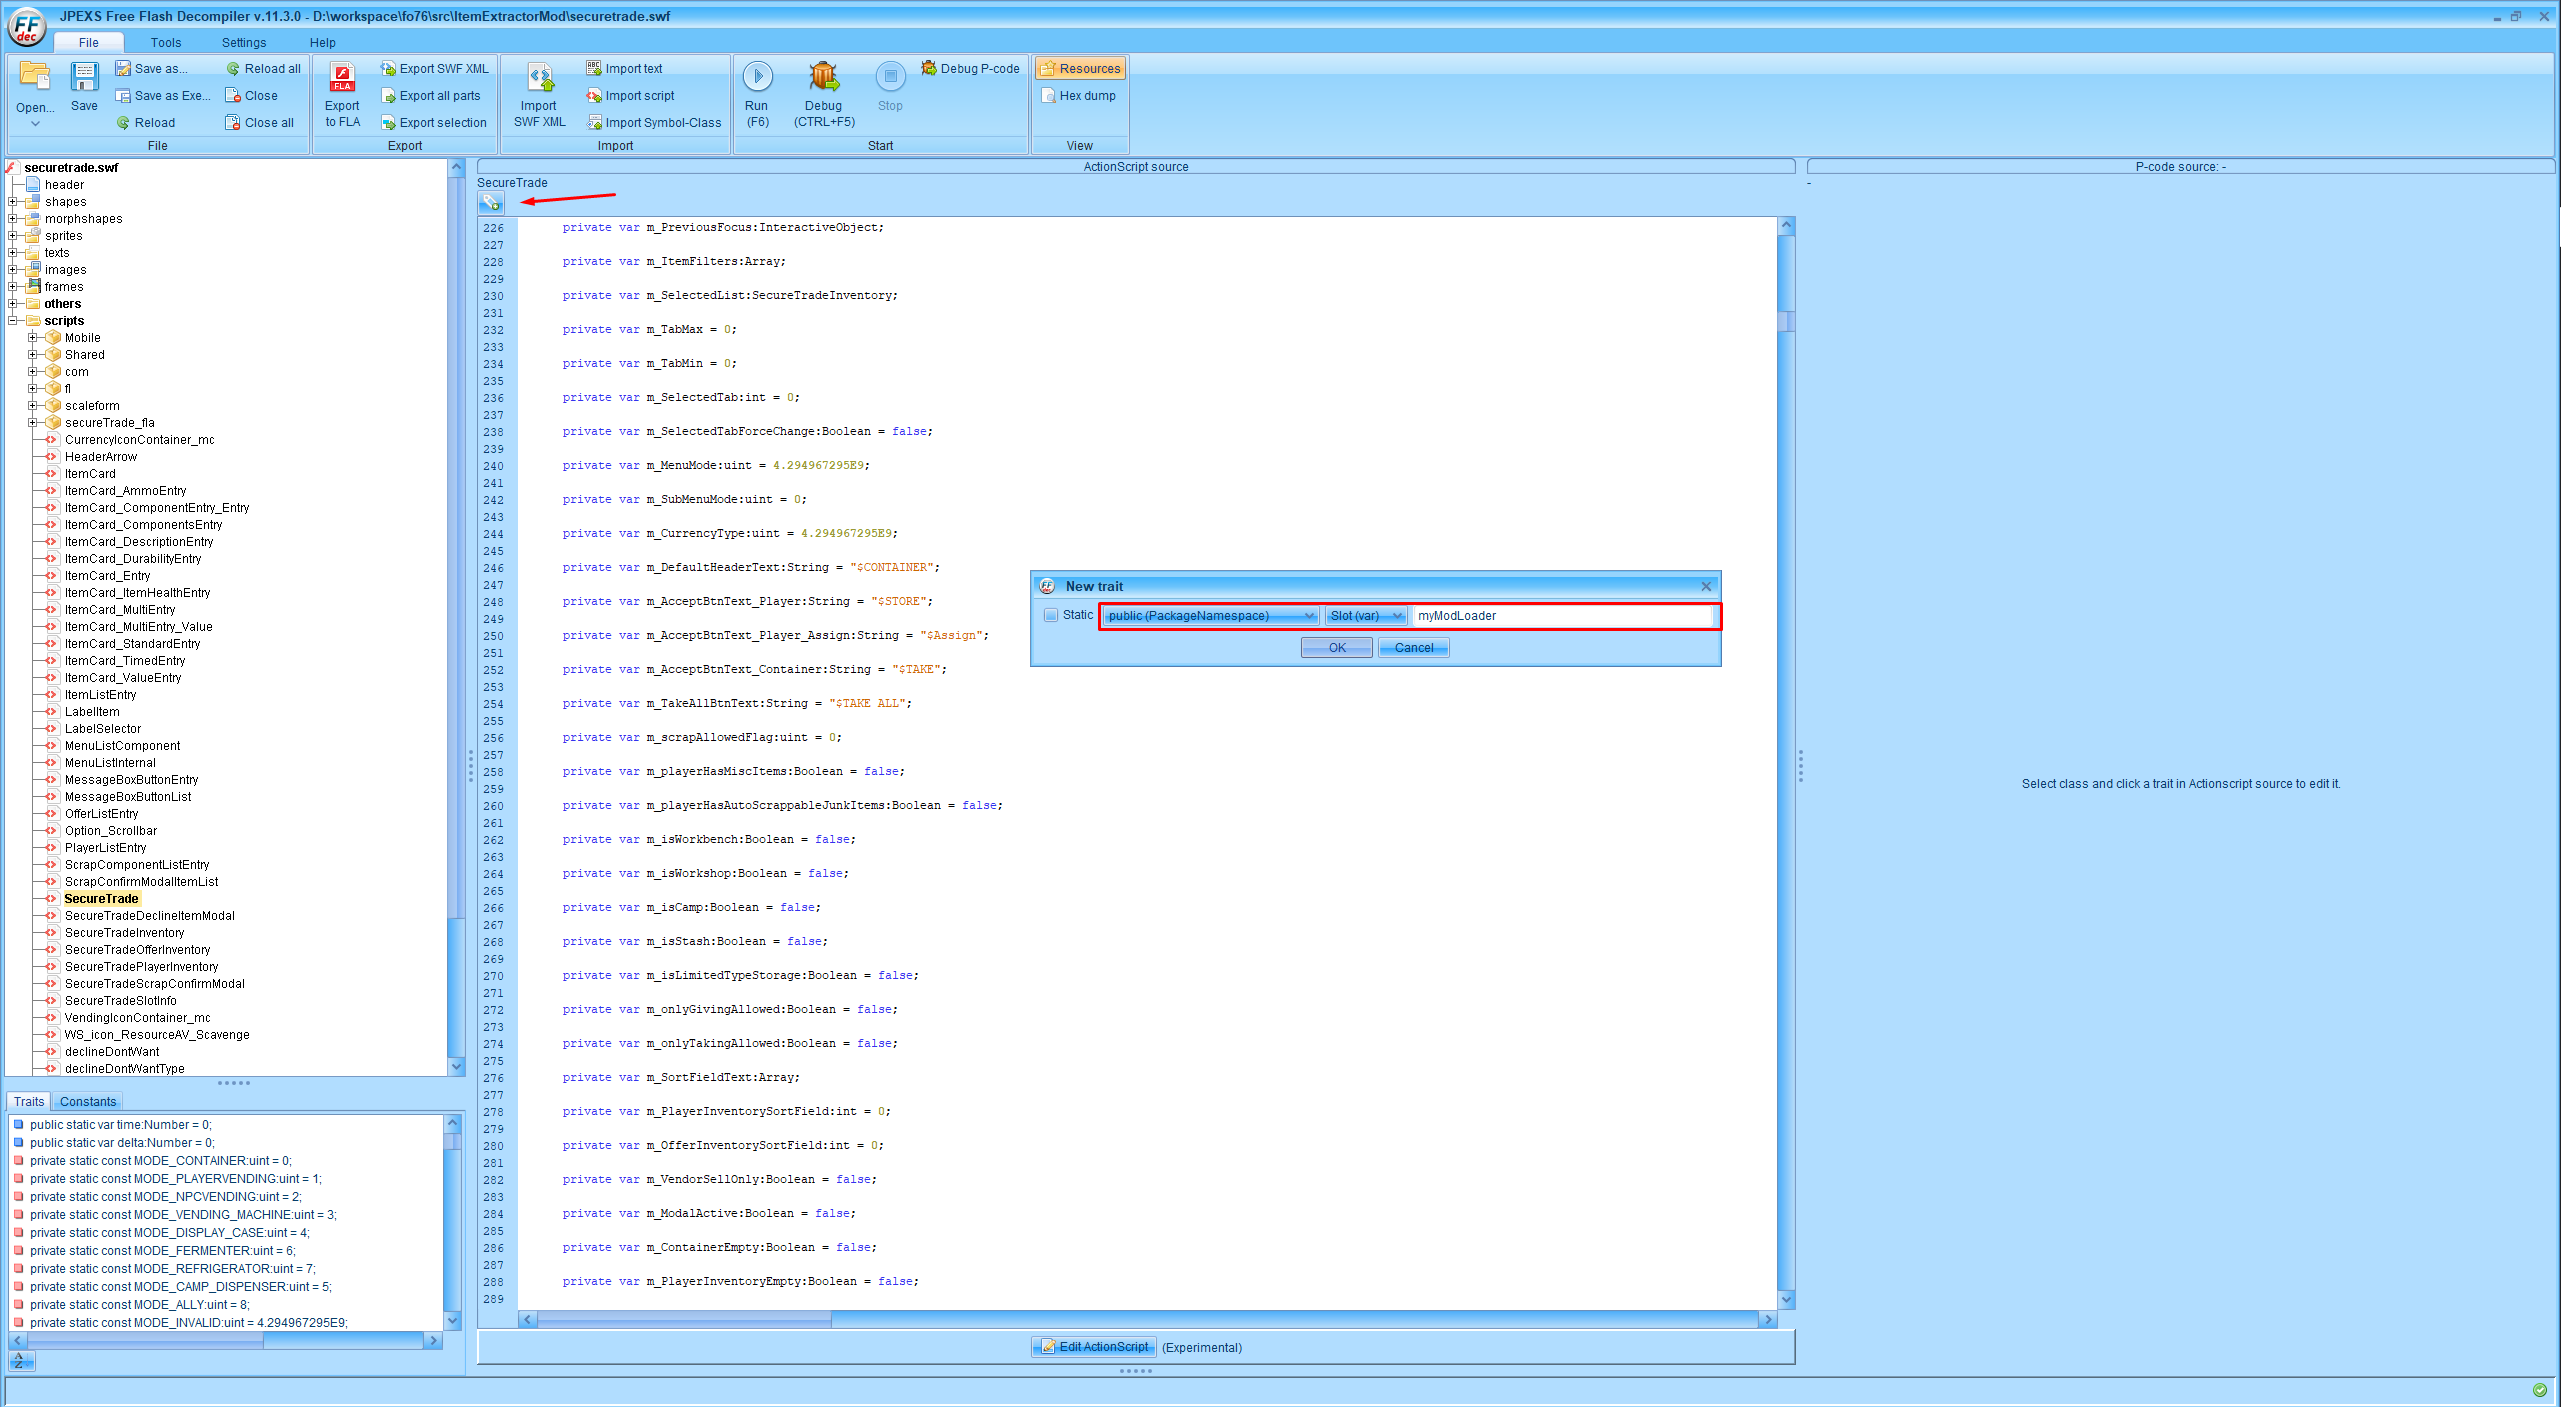 JPEXS Free Flash Decompiler v.11.3.0 - D:\workspace\fo76\src\ItemExtractorMod\securetrade.swf
FF dec
File
Tools
Settings
Help
Open...
Save
Save as...
Save as Exe...
Reload
Reload all
Close
Close all
File
Export to FLA
Export SWF XML
Export all parts
Export selection
Export
Import SWF XML
Import text
Import script
Import Symbol-Class
Import
Run (F6)
Debug (CTRL+F5)
Stop
Debug P-code
Start
Resources
Hex dump
View
securetrade.swf
header
shapes
morphshapes
sprites
texts
images
frames
others
scripts
Mobile
Shared
com
fl
scaleform
secureTrade_fla
CurrencyIconContainer_mc
HeaderArrow
ItemCard
ItemCard_AmmoEntry
ItemCard_ComponentEntry_Entry
ItemCard_ComponentsEntry
ItemCard_DescriptionEntry
ItemCard_DurabilityEntry
ItemCard_Entry
ItemCard_ItemHealthEntry
ItemCard_MultiEntry
ItemCard_MultiEntry_Value
ItemCard_StandardEntry
ItemCard_TimedEntry
ItemCard_ValueEntry
ItemListEntry
LabelItem
LabelSelector
MenuListComponent
MenuListInternal
MessageBoxButtonEntry
MessageBoxButtonList
OfferListEntry
Option_Scrollbar
PlayerListEntry
ScrapComponentListEntry
ScrapConfirmModalItemList
SecureTrade
SecureTradeDeclineItemModal
SecureTradeInventory
SecureTradeOfferInventory
SecureTradePlayerInventory
SecureTradeScrapConfirmModal
SecureTradeSlotInfo
VendingIconContainer_mc
WS_icon_ResourceAV_Scavenge
declineDontWant
declineDontWantType
Traits
Constants
public static var time:Number = 0;
public static var delta:Number = 0;
private static const MODE_CONTAINER:uint = 0;
private static const MODE_PLAYERVENDING:uint = 1;
private static const MODE_NPCVENDING:uint = 2;
private static const MODE_VENDING_MACHINE:uint = 3;
private static const MODE_DISPLAY_CASE:uint = 4;
private static const MODE_FERMENTER:uint = 6;
private static const MODE_REFRIGERATOR:uint = 7;
private static const MODE_CAMP_DISPENSER:uint = 5;
private static const MODE_ALLY:uint = 8;
private static const MODE_INVALID:uint = 4.294967295E9;
ActionScript source
SecureTrade
226 private var m_PreviousFocus:InteractiveObject;
227
228 private var m_ItemFilters:Array;
229
230 private var m_SelectedList:SecureTradeInventory;
231
232 private var m_TabMax = 0;
233
234 private var m_TabMin = 0;
235
236 private var m_SelectedTab:int = 0;
237
238 private var m_SelectedTabForceChange:Boolean = false;
239
240 private var m_MenuMode:uint = 4.294967295E9;
241
242 private var m_SubMenuMode:uint = 0;
243
244 private var m_CurrencyType:uint = 4.294967295E9;
245
246 private var m_DefaultHeaderText:String = "$CONTAINER";
247
248 private var m_AcceptBtnText_Player:String = "$STORE";
249
250 private var m_AcceptBtnText_Player_Assign:String = "$Assign";
251
252 private var m_AcceptBtnText_Container:String = "$TAKE";
253
254 private var m_TakeAllBtnText:String = "$TAKE ALL";
255
256 private var m_scrapAllowedFlag:uint = 0;
257
258 private var m_playerHasMiscItems:Boolean = false;
259
260 private var m_playerHasAutoScrappableJunkItems:Boolean = false;
261
262 private var m_isWorkbench:Boolean = false;
263
264 private var m_isWorkshop:Boolean = false;
265
266 private var m_isCamp:Boolean = false;
267
268 private var m_isStash:Boolean = false;
269
270 private var m_isLimitedTypeStorage:Boolean = false;
271
272 private var m_onlyGivingAllowed:Boolean = false;
273
274 private var m_onlyTakingAllowed:Boolean = false;
275
276 private var m_SortFieldText:Array;
277
278 private var m_PlayerInventorySortField:int = 0;
279
280 private var m_OfferInventorySortField:int = 0;
281
282 private var m_VendorSellOnly:Boolean = false;
283
284 private var m_ModalActive:Boolean = false;
285
286 private var m_ContainerEmpty:Boolean = false;
287
288 private var m_PlayerInventoryEmpty:Boolean = false;
289
Edit ActionScript
(Experimental)
New trait
Static
public (PackageNamespace)
Slot (var)
myModLoader
OK
Cancel
P-code source: -
-
Select class and click a trait in Actionscript source to edit it.